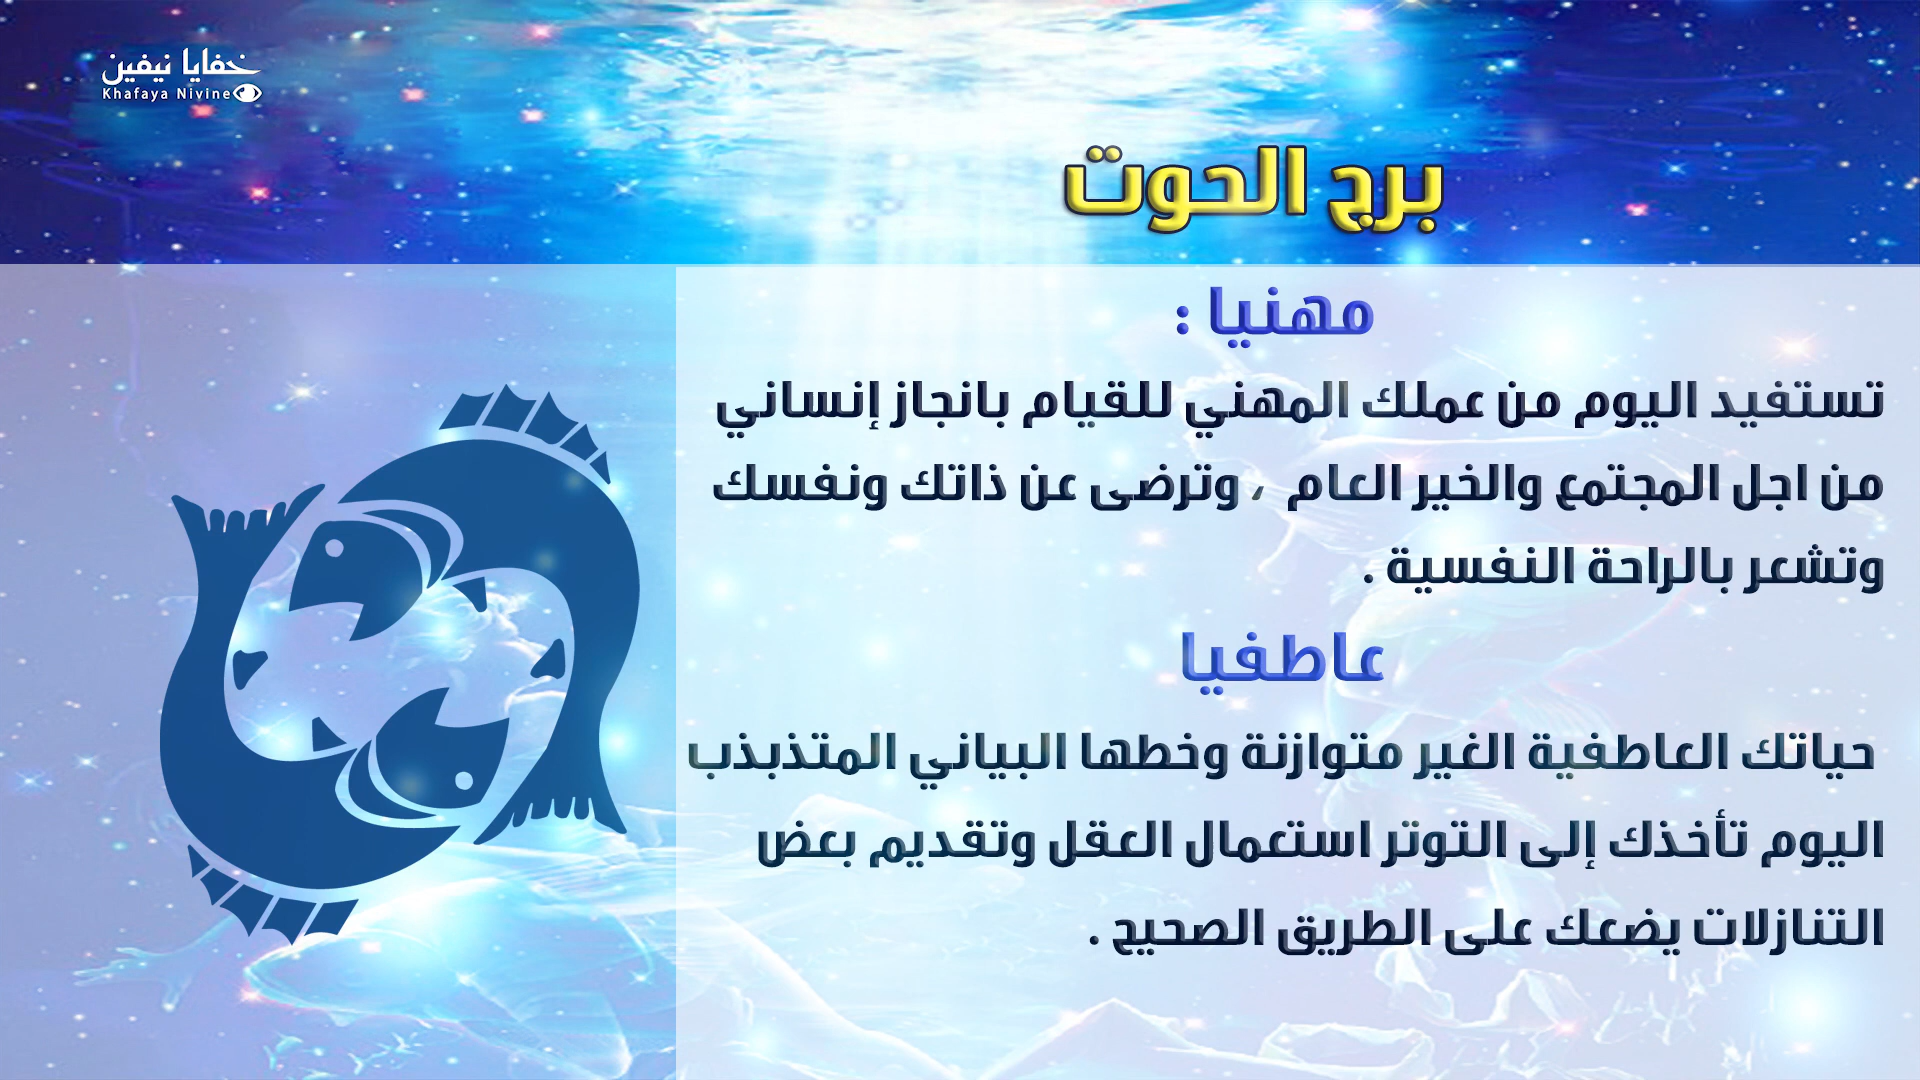 خفايا نيفين
Khafaya Nivine
برج الحوت
مهنيا :
تستفيد اليوم من عملك المهني للقيام بانجاز إنساني
من اجل المجتمع والخير العام ، وترضى عن ذاتك ونفسك
وتشعر بالراحة النفسية .
عاطفيا
حياتك العاطفية الغير متوازنة وخطها البياني المتذبذب
اليوم تأخذك إلى التوتر استعمال العقل وتقديم بعض
التنازلات يضعك على الطريق الصحيح .